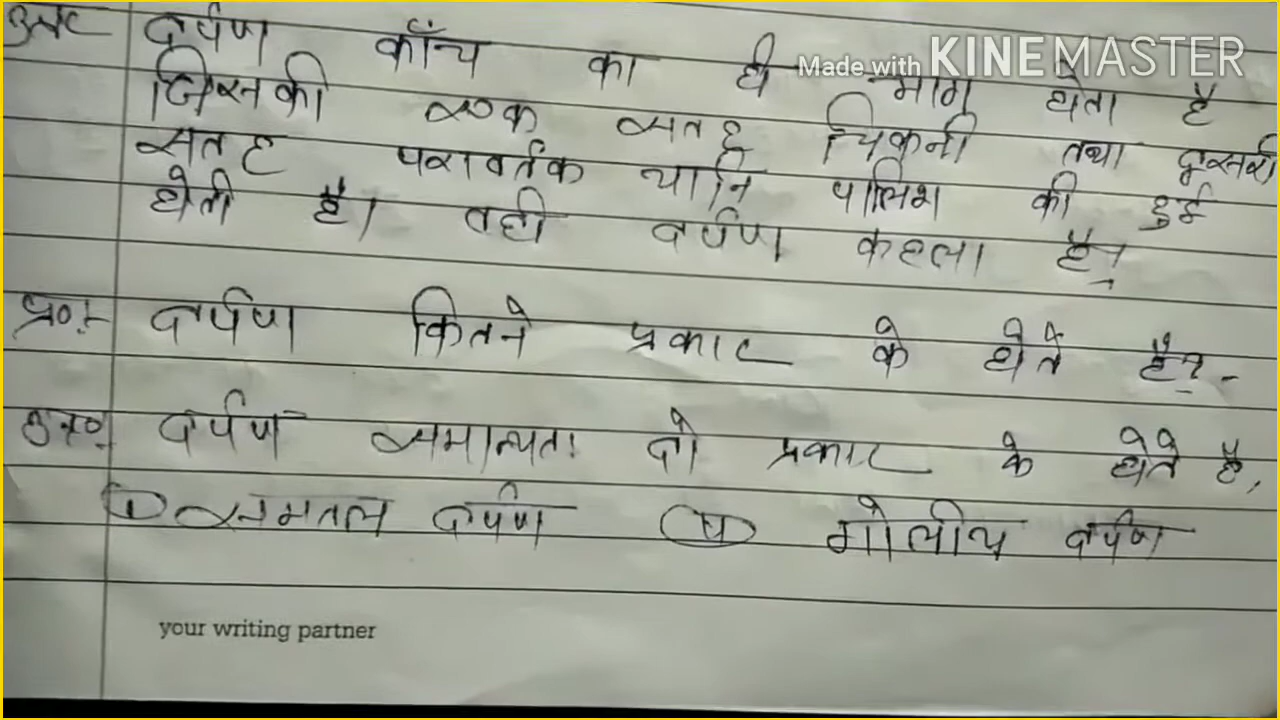 उत्तर दर्पण काँच का ही भाग होता है
Made with KINEMASTER
जिसकी एक सतह चिकनी तथा दूसरी
सतह परावर्तक यानि पालिश की हुई
होती है। वही दर्पण कहला है।
प्र०:- दर्पण कितने प्रकार के होते है?-
उत्त०: दर्पण समान्यतः दो प्रकार के होते है,
(i) समतल दर्पण (ii) गोलीय दर्पण
your writing partner